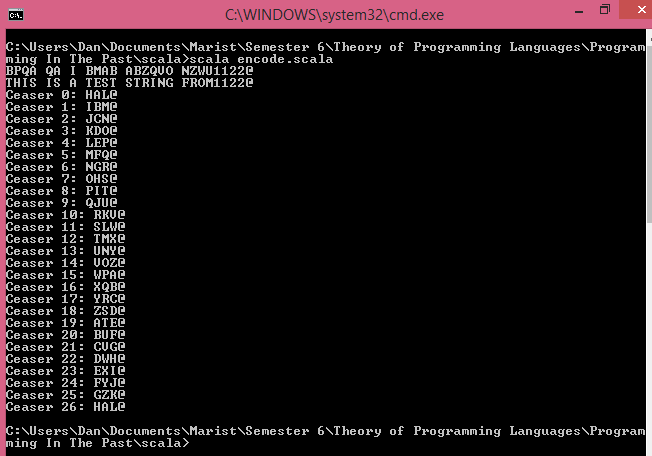 C:\WINDOWS\system32\cmd.exe
C:\Users\Dan\Documents\Marist\Semester 6\Theory of Programming Languages\Program
ming In The Past\scala>scala encode.scala
BPQA QA I BMAB ABZQVO NZWU1122@
THIS IS A TEST STRING FROM1122@
Ceaser 0: HAL@
Ceaser 1: IBM@
Ceaser 2: JCN@
Ceaser 3: KDO@
Ceaser 4: LEP@
Ceaser 5: MFQ@
Ceaser 6: NGR@
Ceaser 7: OHS@
Ceaser 8: PIT@
Ceaser 9: QJU@
Ceaser 10: RKV@
Ceaser 11: SLW@
Ceaser 12: TMX@
Ceaser 13: UNY@
Ceaser 14: VOZ@
Ceaser 15: WPA@
Ceaser 16: XQB@
Ceaser 17: YRC@
Ceaser 18: ZSD@
Ceaser 19: ATE@
Ceaser 20: BUF@
Ceaser 21: CVG@
Ceaser 22: DWH@
Ceaser 23: EXI@
Ceaser 24: FYJ@
Ceaser 25: GZK@
Ceaser 26: HAL@
C:\Users\Dan\Documents\Marist\Semester 6\Theory of Programming Languages\Program
ming In The Past\scala>